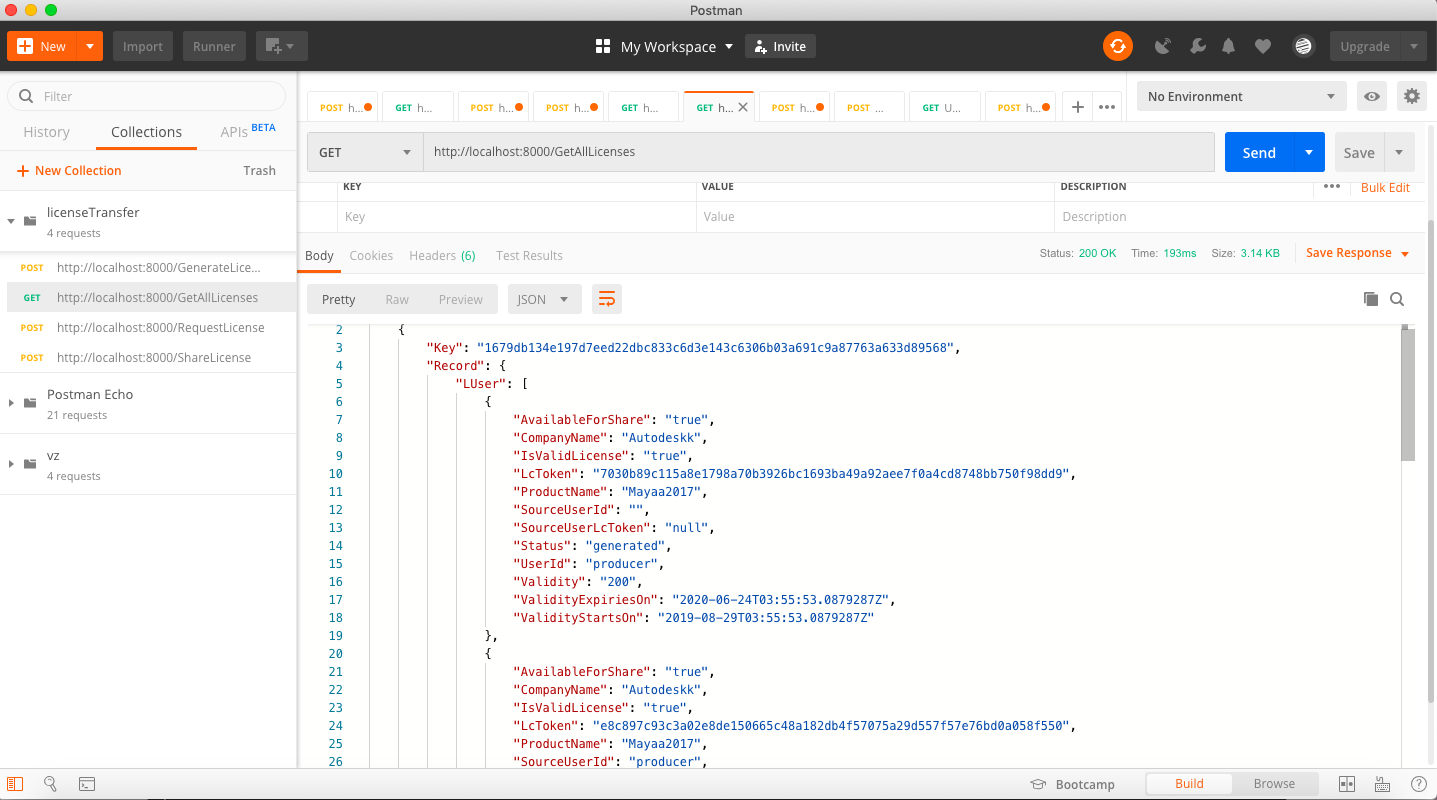 Postman
New
Import
Runner
My Workspace
Invite
Upgrade
Filter
History
Collections
APIs BETA
New Collection
Trash
licenseTransfer
4 requests
POST http://localhost:8000/GenerateLice...
GET http://localhost:8000/GetAllLicenses
POST http://localhost:8000/RequestLicense
POST http://localhost:8000/ShareLicense
Postman Echo
21 requests
vz
4 requests
POST h...
GET h...
POST h...
POST h...
GET h...
GET h...
POST h...
POST ...
GET U...
POST h...
No Environment
GET
http://localhost:8000/GetAllLicenses
Send
Save
KEY VALUE DESCRIPTION
Bulk Edit
Key Value Description
Body Cookies Headers (6) Test Results
Status: 200 OK Time: 193ms Size: 3.14 KB
Save Response
Pretty Raw Preview JSON
2 {
3 "Key": "1679db134e197d7eed22dbc833c6d3e143c6306b03a691c9a87763a633d89568",
4 "Record": {
5 "LUser": [
6 {
7 "AvailableForShare": "true",
8 "CompanyName": "Autodeskk",
9 "IsValidLicense": "true",
10 "LcToken": "7030b89c115a8e1798a70b3926bc1693ba49a92aee7f0a4cd8748bb750f98dd9",
11 "ProductName": "Mayaa2017",
12 "SourceUserId": "",
13 "SourceUserLcToken": "null",
14 "Status": "generated",
15 "UserId": "producer",
16 "Validity": "200",
17 "ValidityExpiriesOn": "2020-06-24T03:55:53.0879287Z",
18 "ValidityStartsOn": "2019-08-29T03:55:53.0879287Z"
19 },
20 {
21 "AvailableForShare": "true",
22 "CompanyName": "Autodeskk",
23 "IsValidLicense": "true",
24 "LcToken": "e8c897c93c3a02e8de150665c48a182db4f57075a29d557f57e76bd0a058f550",
25 "ProductName": "Mayaa2017",
26 "SourceUserId": "producer",
Bootcamp
Build
Browse